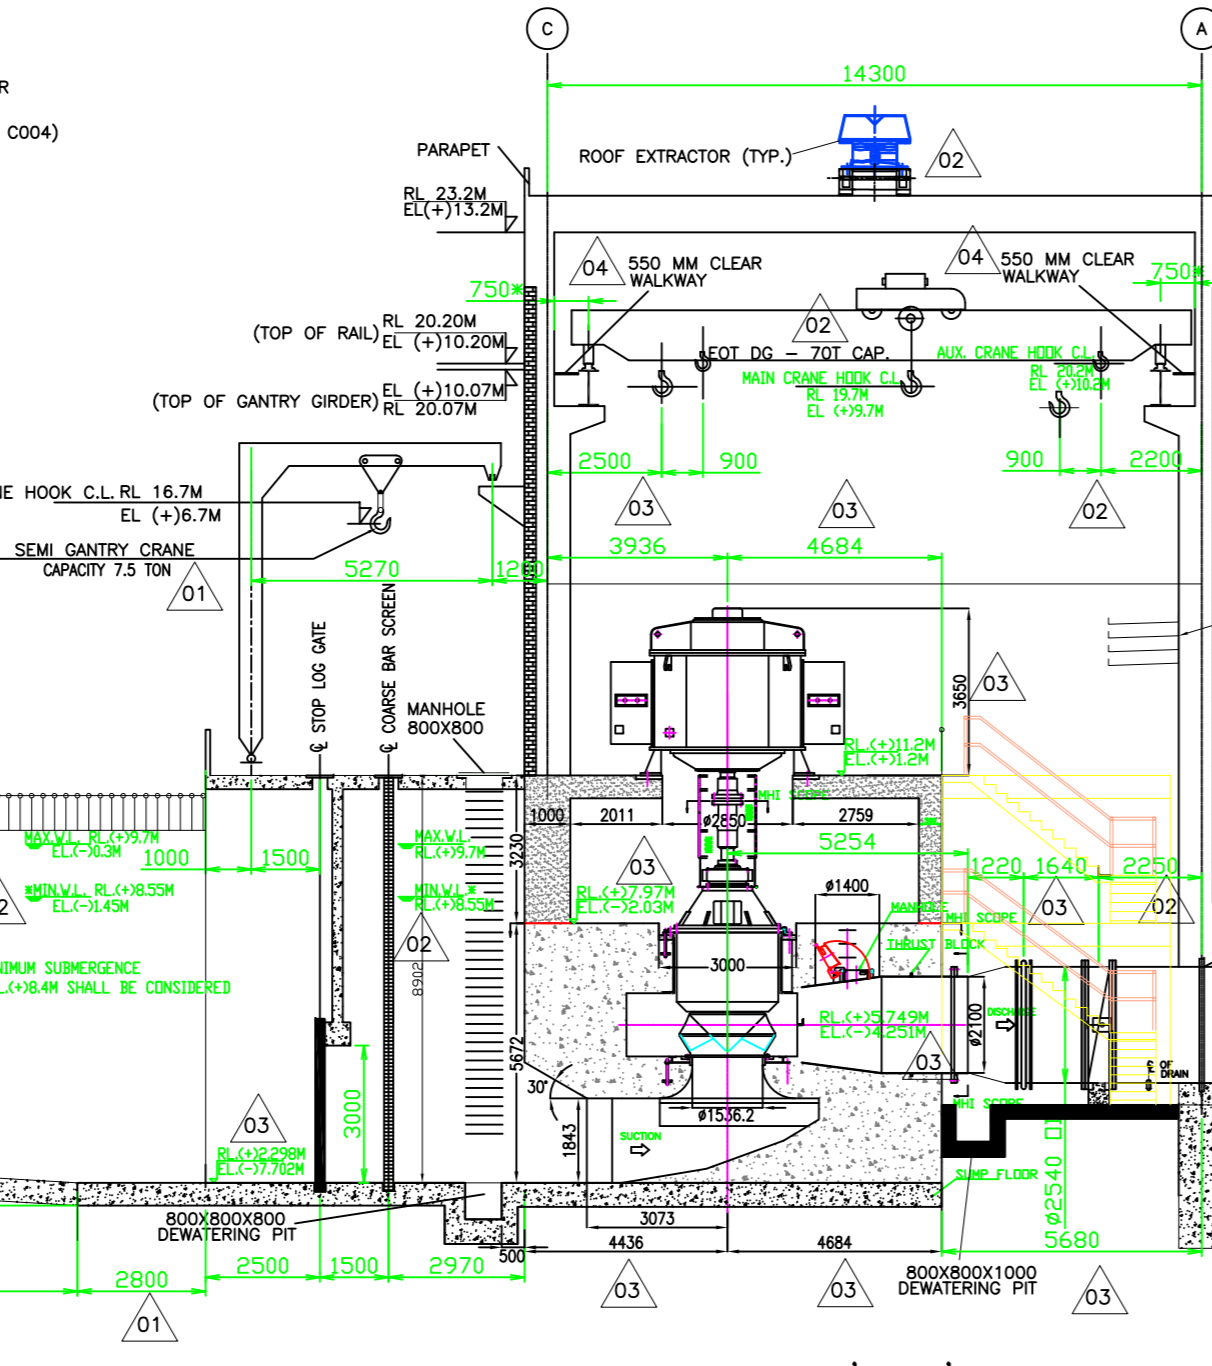 C
A
14300
R
C004)
PARAPET
ROOF EXTRACTOR (TYP.)
02
RL 23.2M
EL(+)13.2M
04
550 MM CLEAR
WALKWAY
04
550 MM CLEAR
WALKWAY
750*
750*
(TOP OF RAIL)
RL 20.20M
EL (+)10.20M
02
EOT DG - 70T CAP.
AUX. CRANE HOOK C.L.
RL 20.2M
EL (+)10.2M
MAIN CRANE HOOK C.L.
RL 19.7M
EL (+)9.7M
(TOP OF GANTRY GIRDER)
EL (+)10.07M
RL 20.07M
2500
900
900
2200
NE HOOK C.L. RL 16.7M
EL (+)6.7M
03
03
02
SEMI GANTRY CRANE
CAPACITY 7.5 TON
01
5270
1200
3936
4684
℄ STOP LOG GATE
℄ COARSE BAR SCREEN
MANHOLE
800X800
3650
03
RL.(+)11.2M
EL.(+)1.2M
MHI SCOPE
1000
2011
ø2850
2759
3230
5254
MAX.W.L. RL.(+)9.7M
EL.(-)0.3M
MAX.W.L.
RL.(+)9.7M
1000
1500
03
1220
1640
2250
*MIN.W.L. RL.(+)8.55M
EL.(-)1.45M
MIN.W.L.*
RL.(+)8.55M
RL.(+)7.97M
EL.(-)2.03M
ø1400
MANHOLE
MHI SCOPE
03
02
2
02
THRUST BLOCK
NIMUM SUBMERGENCE
L.(+)8.4M SHALL BE CONSIDERED
8902
3000
RL.(+)5.749M
EL.(-)4.251M
ø2100
DISCHARGE
5672
03
30°
OF
DRAIN
3000
ø1536.2
MHI SCOPE
03
1843
SUCTION
RL.(+)2.298M
EL.(-)7.702M
SUMP FLOOR
ø2540
800X800X800
DEWATERING PIT
3073
500
4436
4684
5680
2800
2500
1500
2970
800X800X1000
DEWATERING PIT
01
03
03
03